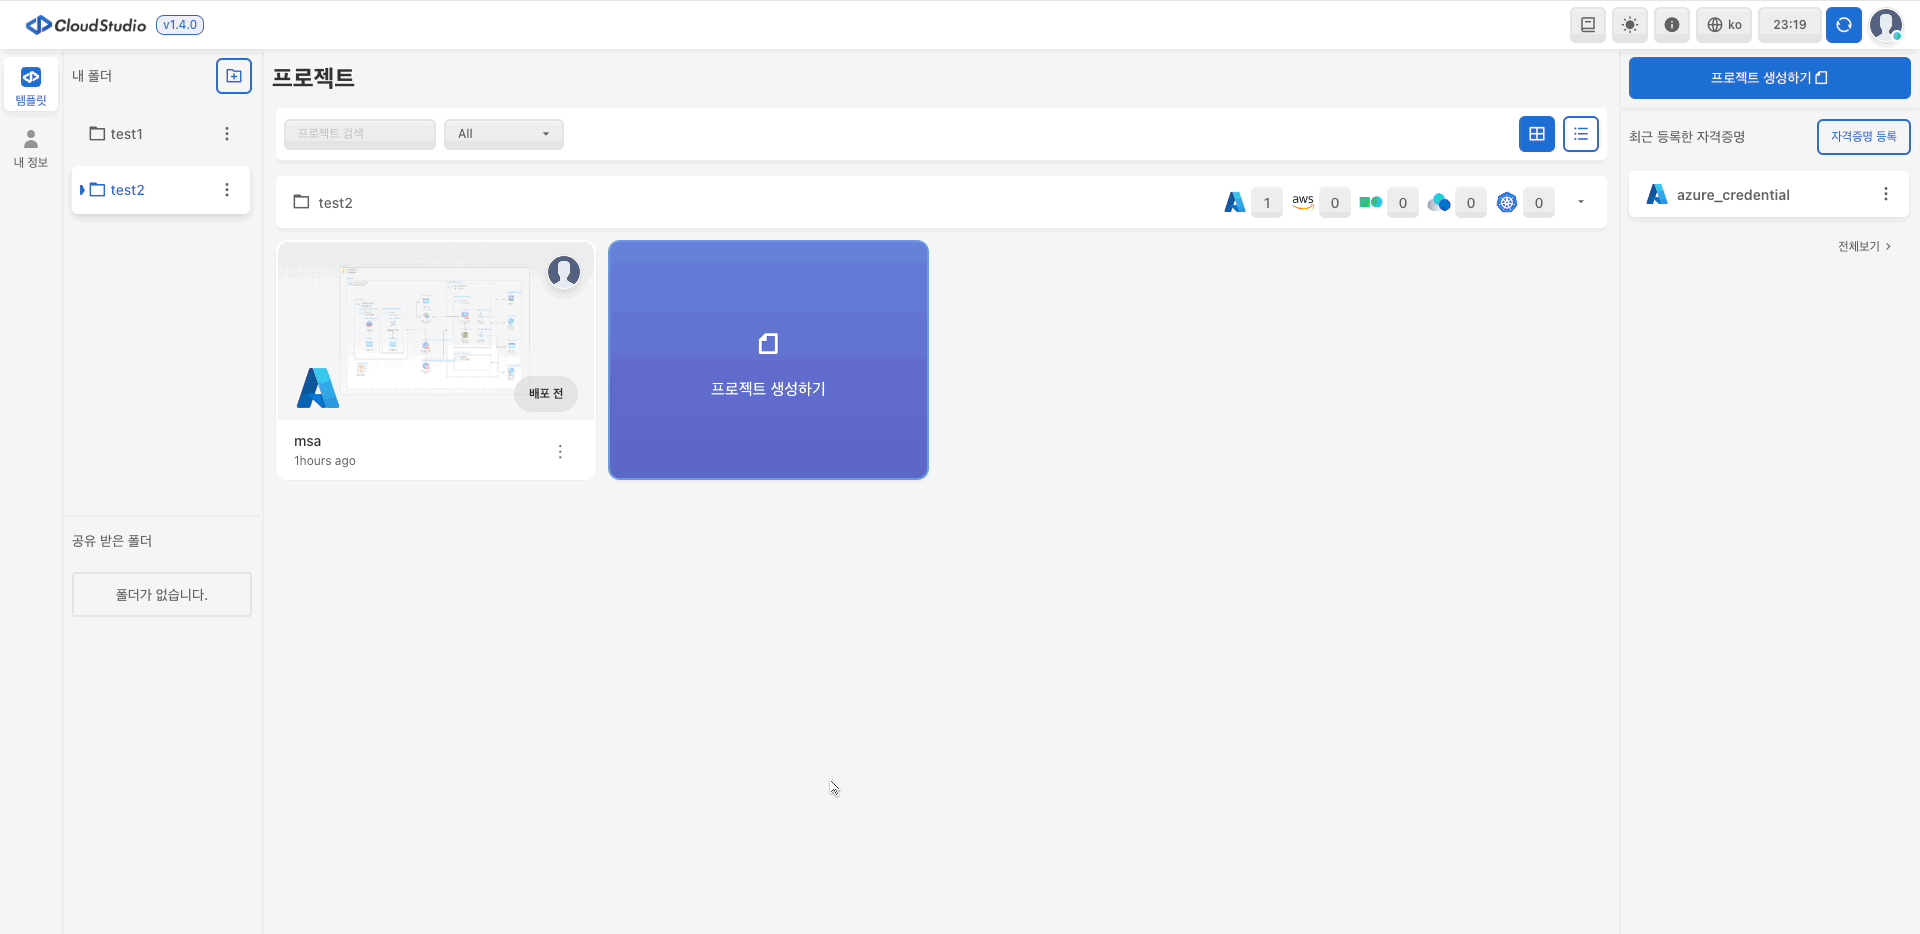 CloudStudio v1.4.0
ko
23:19
템플릿
내 정보
내 폴더
test1
test2
공유 받은 폴더
폴더가 없습니다.
프로젝트
프로젝트 검색
All
test2
1
aws 0
0
0
0
배포 전
msa
1hours ago
프로젝트 생성하기
프로젝트 생성하기
최근 등록한 자격증명
자격증명 등록
azure_credential
전체보기